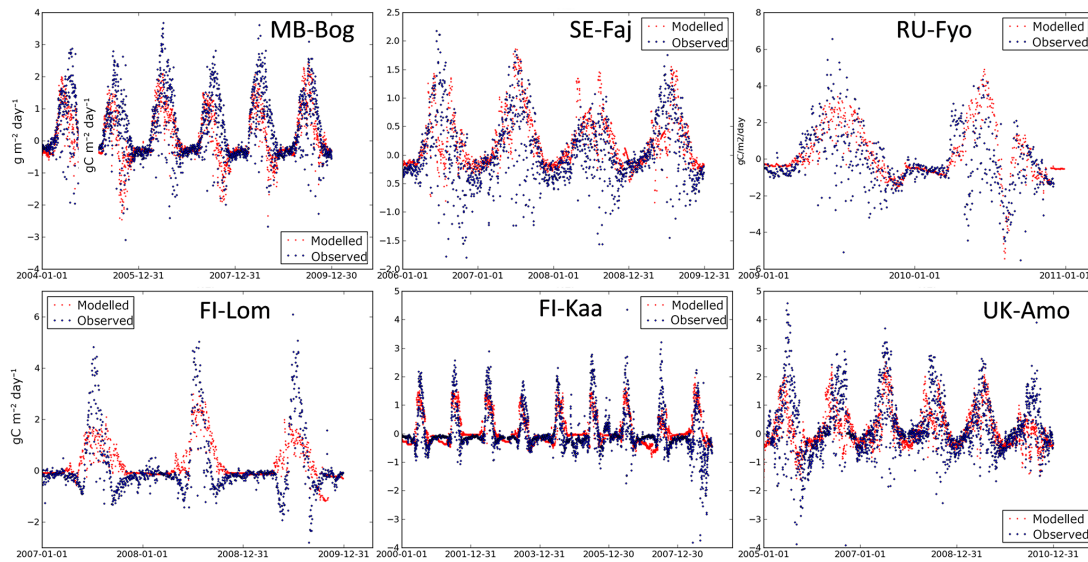 MB-Bog
4
3
2
1
0
−1
−2
−3
4
g m⁻² day⁻¹
gC m⁻² day⁻¹
Modelled
Observed
2004-01-01 2005-12-31 2007-12-31 2009-12-30
SE-Faj
Modelled
Observed
2.5
2.0
1.5
1.0
0.5
0.0
0.5
1.0
1.5
2.0
2006-01-01 2007-01-01 2008-01-01 2008-12-31 2009-12-31
RU-Fyo
Modelled
Observed
8
6
4
2
0
−2
−4
−6
gC/m2/day
2009-01-01 2010-01-01 2011-01-01
FI-Lom
Modelled
Observed
6
4
2
0
−2
gC m⁻² day⁻¹
2007-01-01 2008-01-01 2008-12-31 2009-12-31
FI-Kaa
Modelled
Observed
5
4
3
2
1
0
−1
−2
−3
−4
2000-01-01 2001-12-31 2003-12-31 2005-12-31 2007-12-30
UK-Amo
5
4
3
2
1
0
−1
−2
−3
−4
Modelled
Observed
2005-01-01 2007-01-01 2008-12-31 2010-12-31